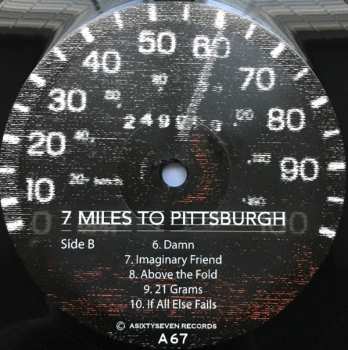 10
20
30
40
50
60
70
80
90
7 MILES TO PITTSBURGH
Side B
6. Damn
7. Imaginary Friend
8. Above the Fold
9. 21 Grams
10. If All Else Fails
© ASIXTYSEVEN RECORDS
A67